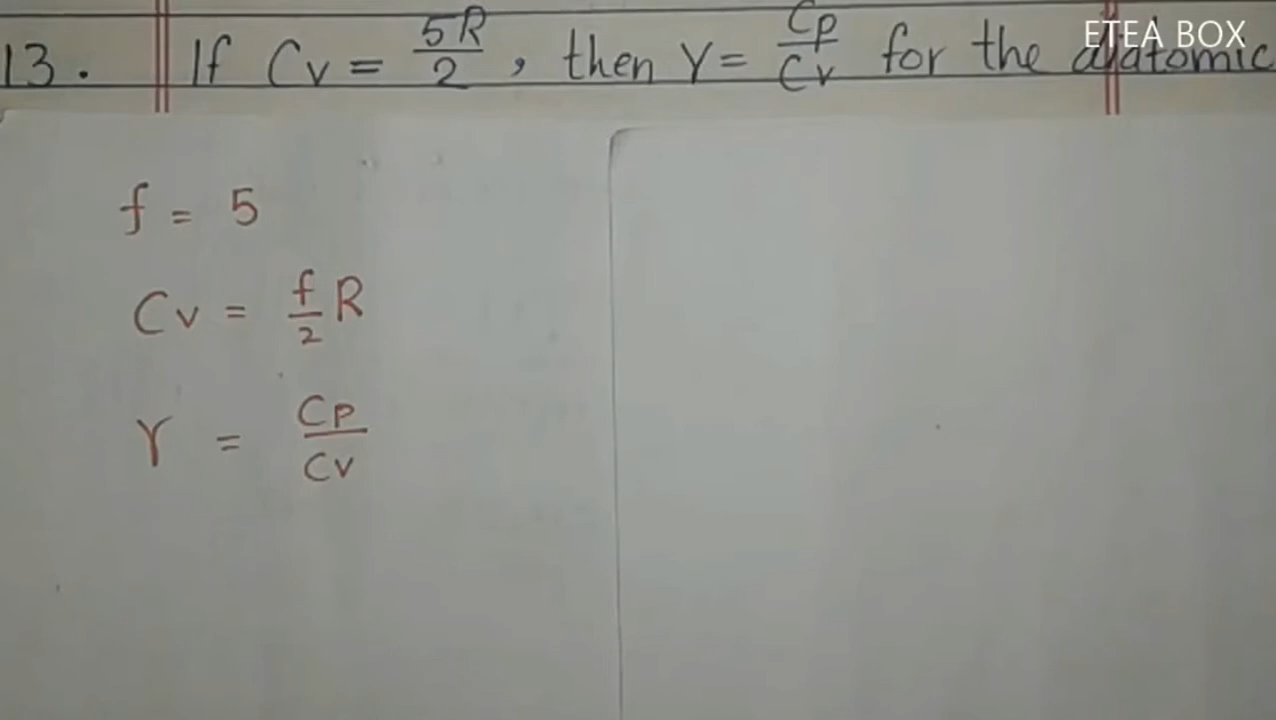 ETEA BOX
13. If Cv = 5R/2, then γ = Cp/Cv for the diatomic
f = 5
Cv = f/2 R
γ = Cp/Cv